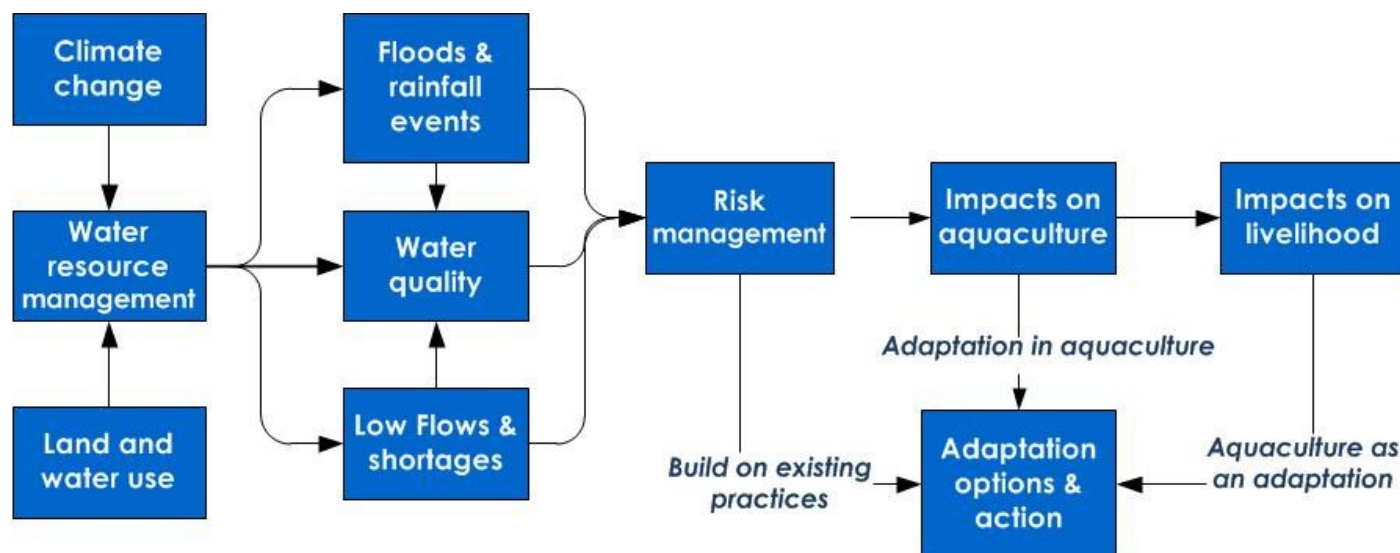 Climate
change
Floods &
rainfall
events
Water
resource
management
Water
quality
Risk
management
Impacts on
aquaculture
Impacts on
livelihood
Adaptation in aquaculture
Land and
water use
Low Flows &
shortages
Build on existing
practices
Adaptation
options &
action
Aquaculture as
an adaptation